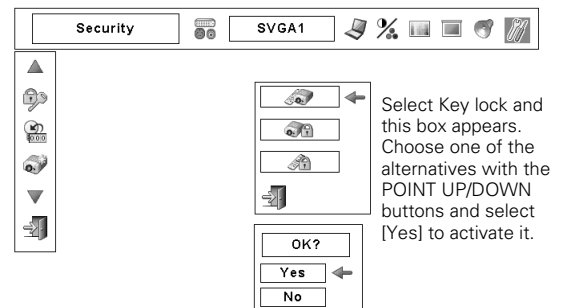 Security
SVGA1
Select Key lock and
this box appears.
Choose one of the
alternatives with the
POINT UP/DOWN
buttons and select
[Yes] to activate it.
OK?
Yes
No